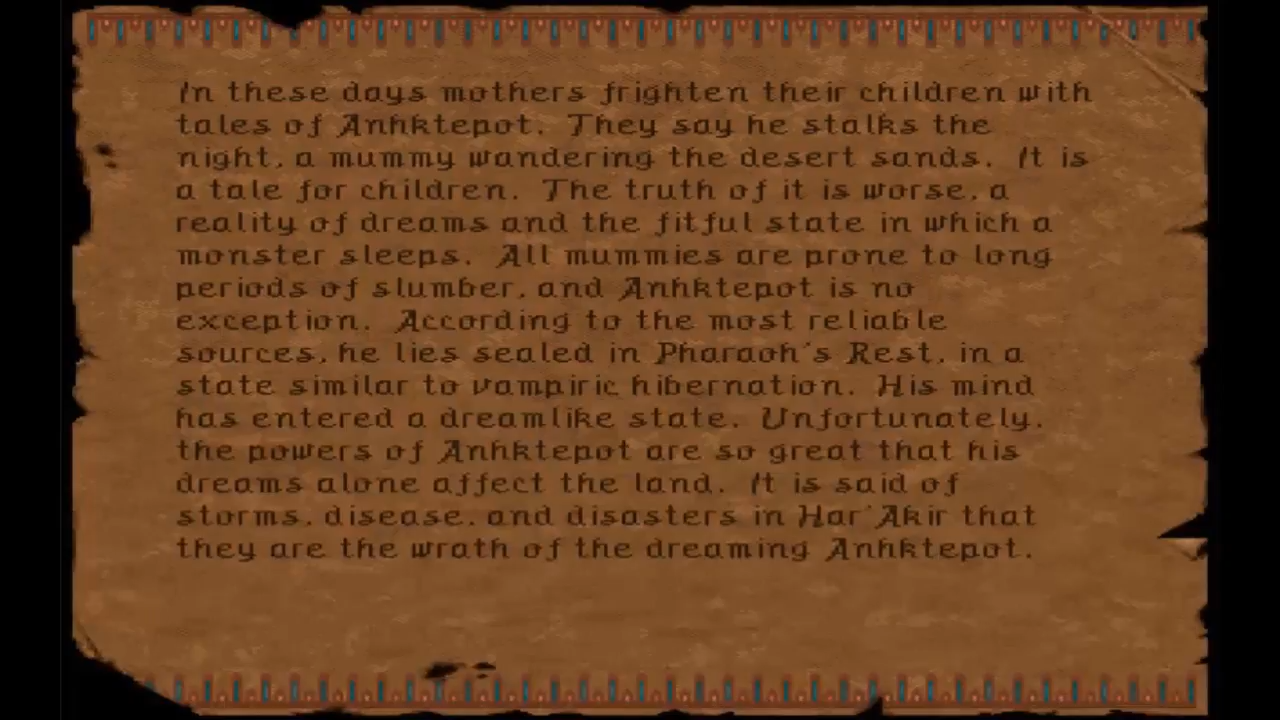 In these days mothers frighten their children with
tales of Anhktepot. They say he stalks the
night, a mummy wandering the desert sands. It is
a tale for children. The truth of it is worse, a
reality of dreams and the fitful state in which a
monster sleeps. All mummies are prone to long
periods of slumber, and Anhktepot is no
exception. According to the most reliable
sources, he lies sealed in Pharaoh's Rest, in a
state similar to vampiric hibernation. His mind
has entered a dreamlike state. Unfortunately,
the powers of Anhktepot are so great that his
dreams alone affect the land. It is said of
storms, disease, and disasters in Har'Akir that
they are the wrath of the dreaming Anhktepot.